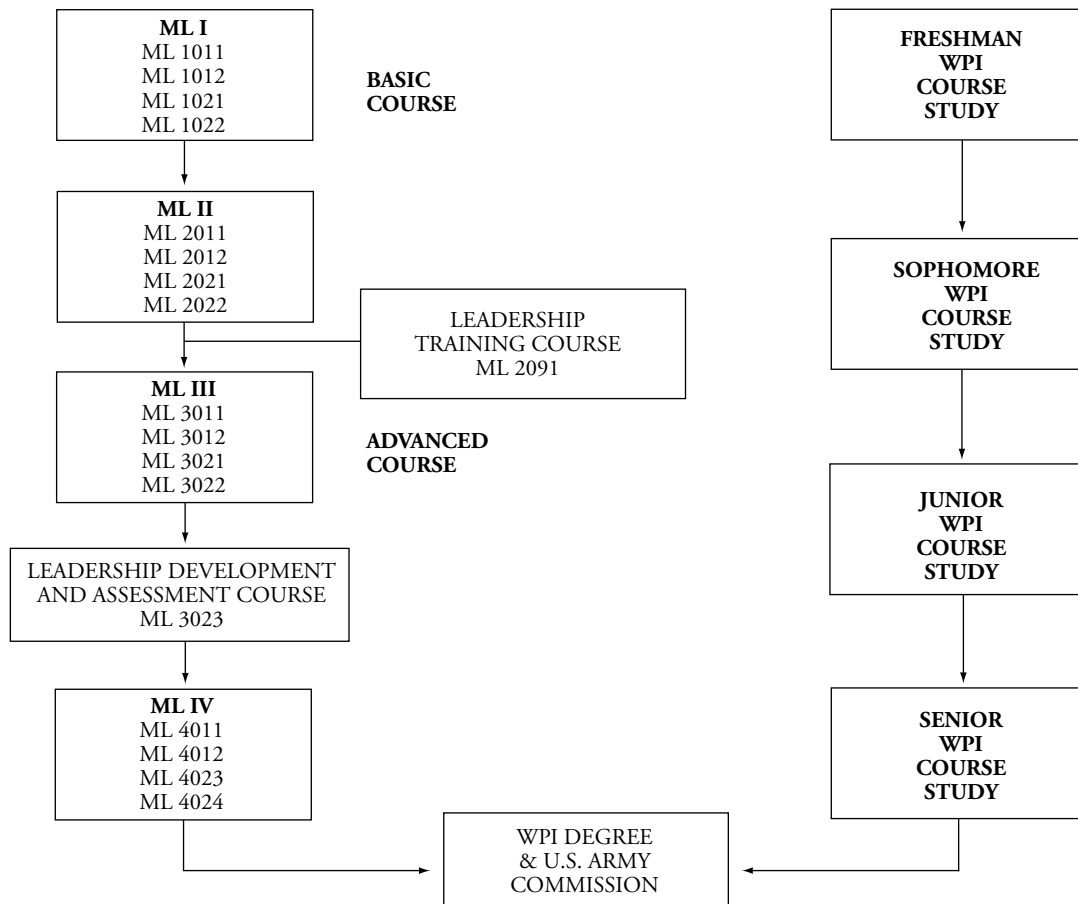 ML I
ML 1011
ML 1012
ML 1021
ML 1022
BASIC
COURSE
ML II
ML 2011
ML 2012
ML 2021
ML 2022
LEADERSHIP
TRAINING COURSE
ML 2091
ML III
ML 3011
ML 3012
ML 3021
ML 3022
ADVANCED
COURSE
LEADERSHIP DEVELOPMENT
AND ASSESSMENT COURSE
ML 3023
ML IV
ML 4011
ML 4012
ML 4023
ML 4024
FRESHMAN
WPI
COURSE
STUDY
SOPHOMORE
WPI
COURSE
STUDY
JUNIOR
WPI
COURSE
STUDY
SENIOR
WPI
COURSE
STUDY
WPI DEGREE
& U.S. ARMY
COMMISSION